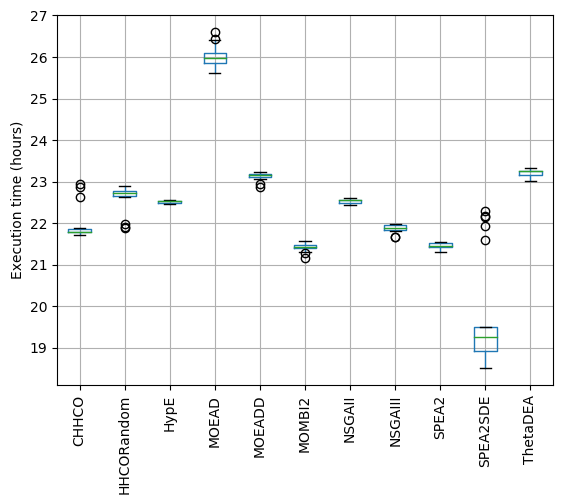 Execution time (hours)
27
26
25
24
23
22
21
20
19
CHHCO
HHCORandom
HypE
MOEAD
MOEADD
MOMBI2
NSGAII
NSGAIII
SPEA2
SPEA2SDE
ThetaDEA